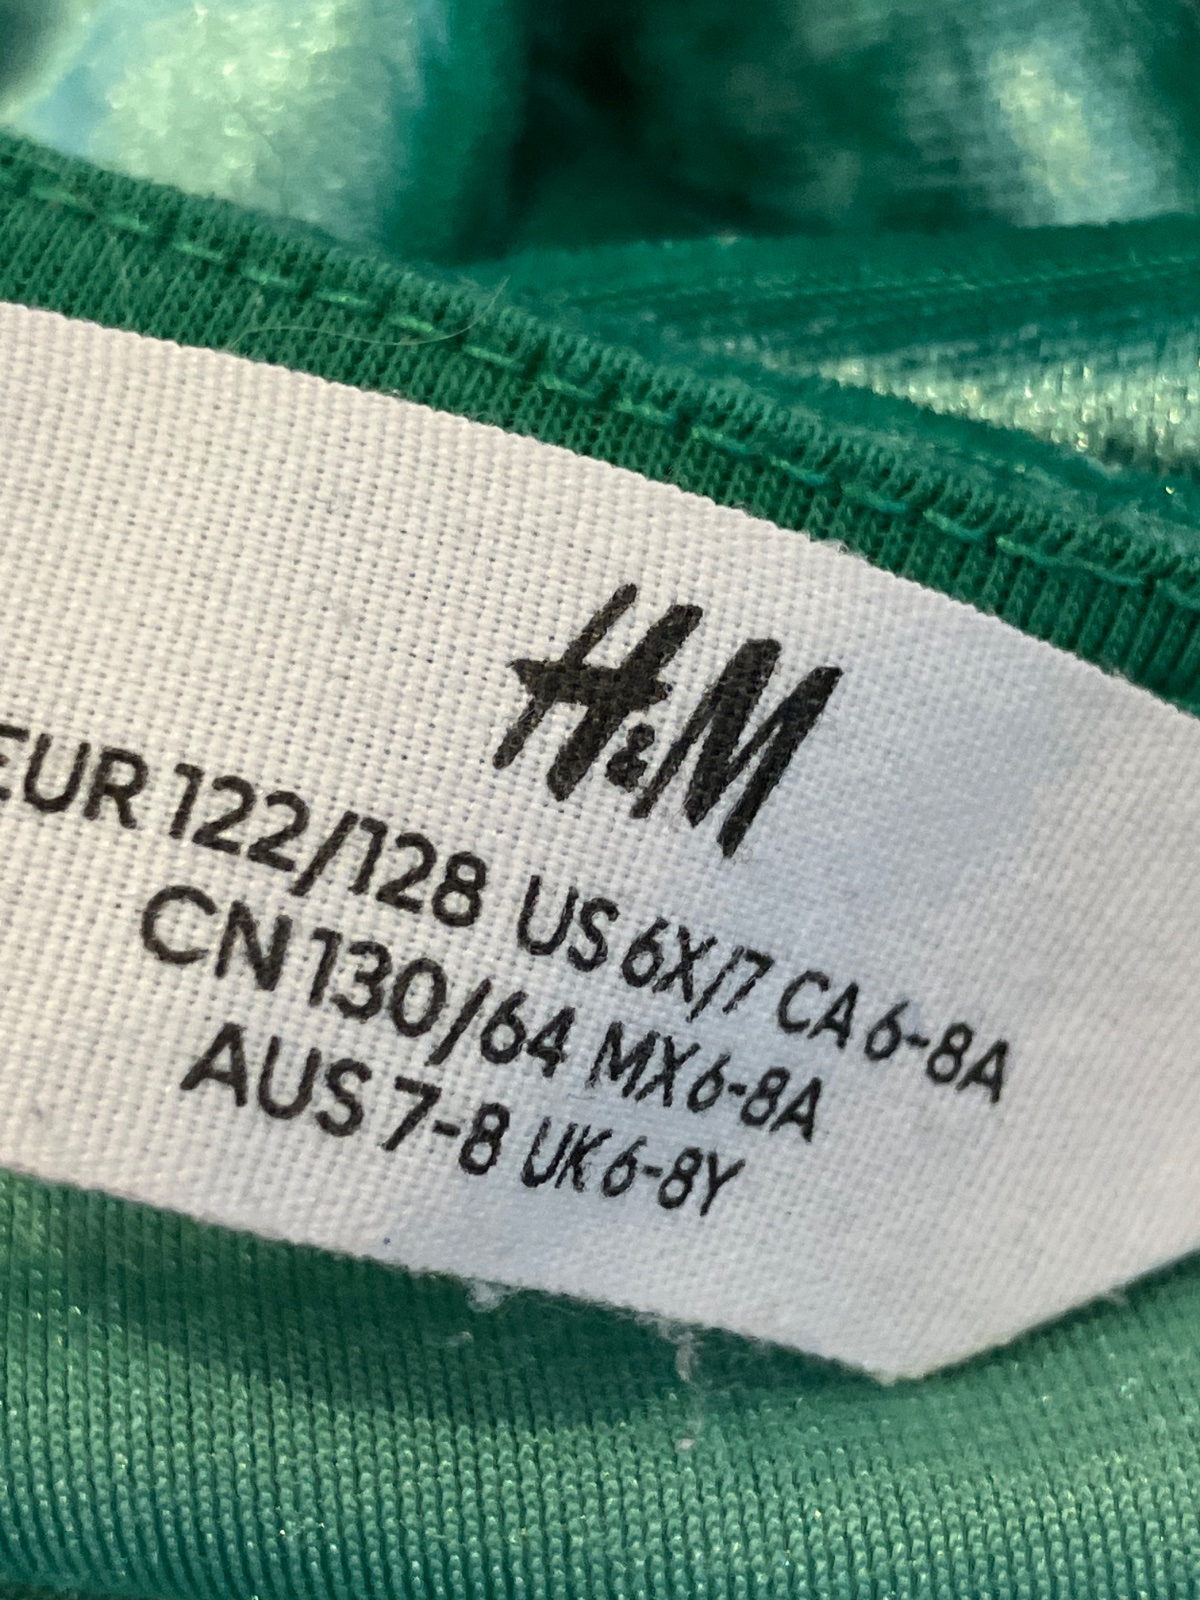 H&M
EUR 122/128 US 6X/7 CA 6-8A
CN 130/64 MX 6-8A
AUS 7-8 UK 6-8Y